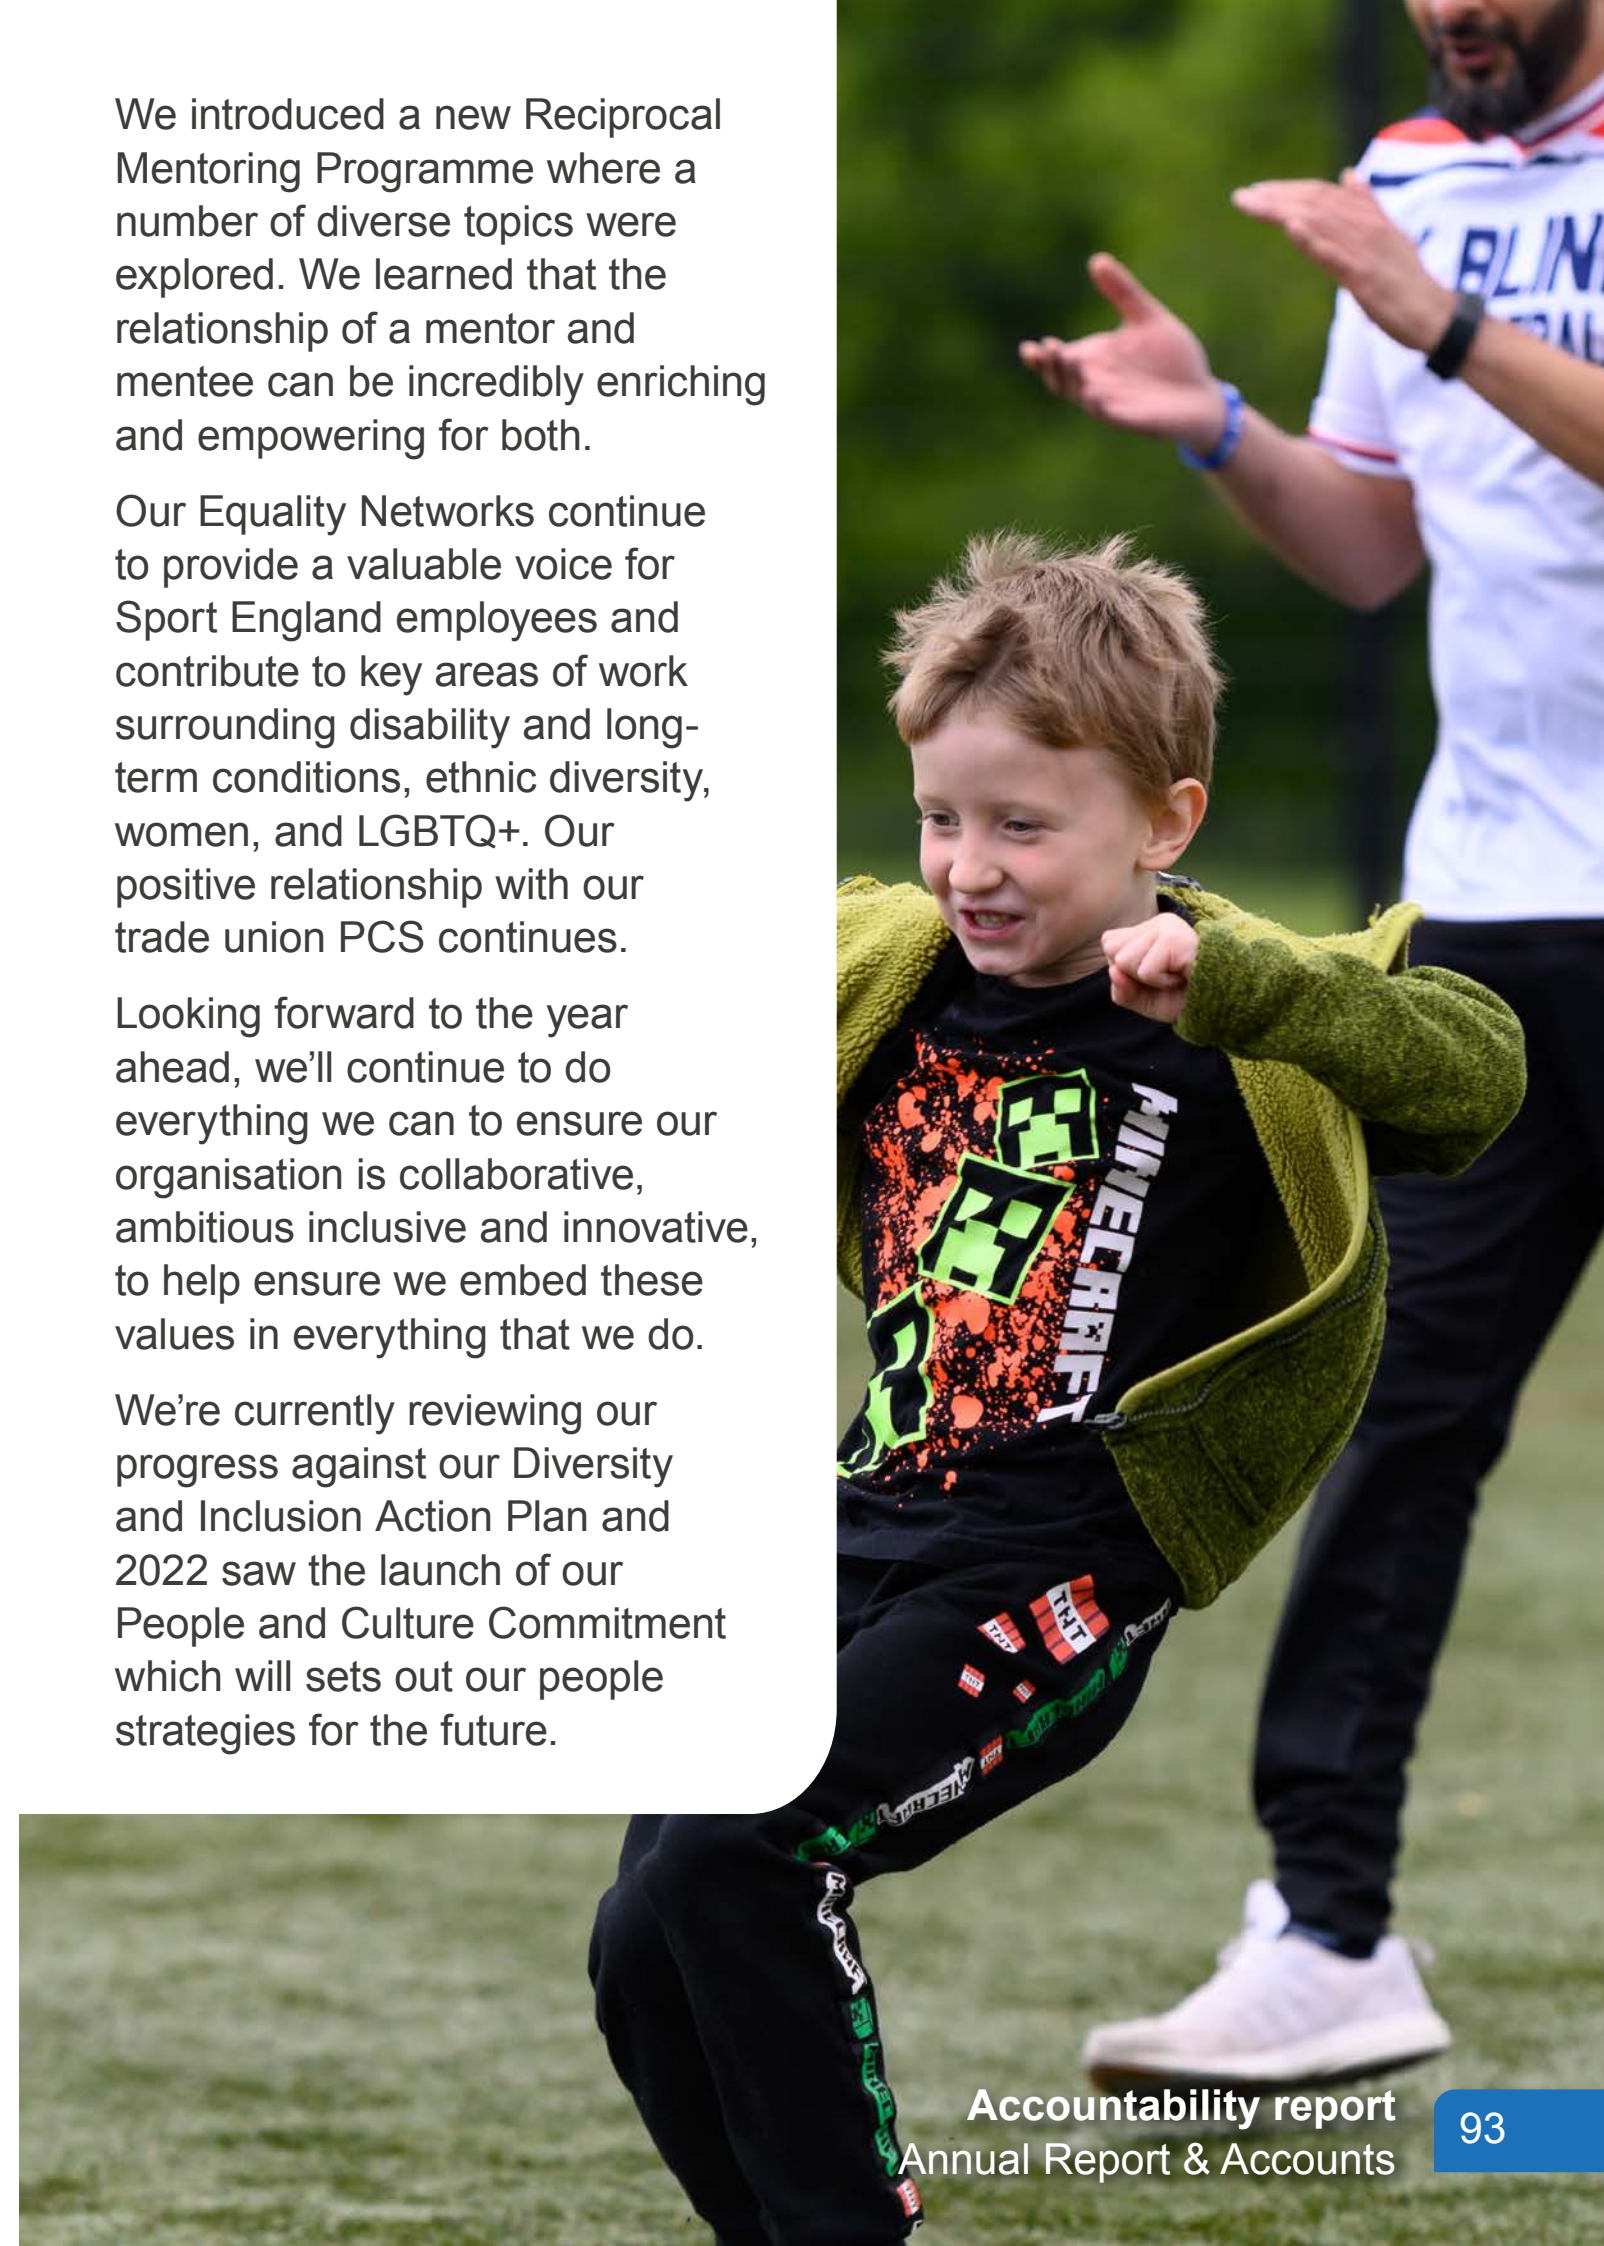 We introduced a new Reciprocal
Mentoring Programme where a
number of diverse topics were
explored. We learned that the
relationship of a mentor and
mentee can be incredibly enriching
and empowering for both.
Our Equality Networks continue
to provide a valuable voice for
Sport England employees and
contribute to key areas of work
surrounding disability and long-
term conditions, ethnic diversity,
women, and LGBTQ+. Our
positive relationship with our
trade union PCS continues.
Looking forward to the year
ahead, we’ll continue to do
everything we can to ensure our
organisation is collaborative,
ambitious inclusive and innovative,
to help ensure we embed these
values in everything that we do.
We’re currently reviewing our
progress against our Diversity
and Inclusion Action Plan and
2022 saw the launch of our
People and Culture Commitment
which will sets out our people
strategies for the future.
BLIN
MINECRAFT
TNT
TNT
TNT
TNT
MINECRAFT
Accountability report
Annual Report & Accounts
93